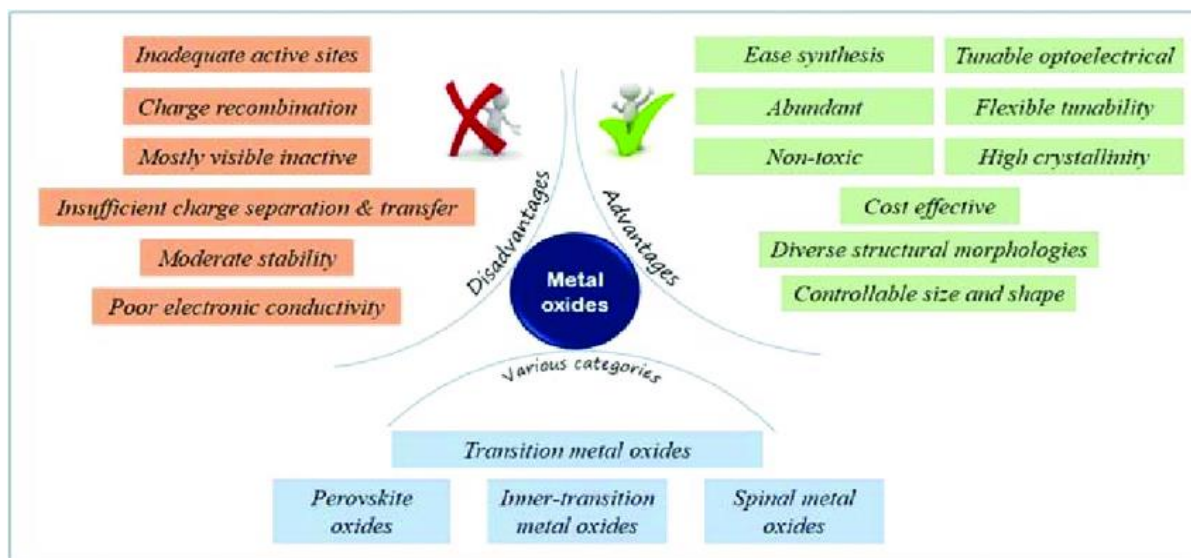 Inadequate active sites
Charge recombination
Mostly visible inactive
Insufficient charge separation & transfer
Moderate stability
Poor electronic conductivity
Disadvantages
Ease synthesis
Tunable optoelectrical
Abundant
Flexible tunability
Non-toxic
High crystallinity
Cost effective
Diverse structural morphologies
Controllable size and shape
Advantages
Metal
oxides
Various categories
Transition metal oxides
Perovskite
oxides
Inner-transition
metal oxides
Spinal metal
oxides